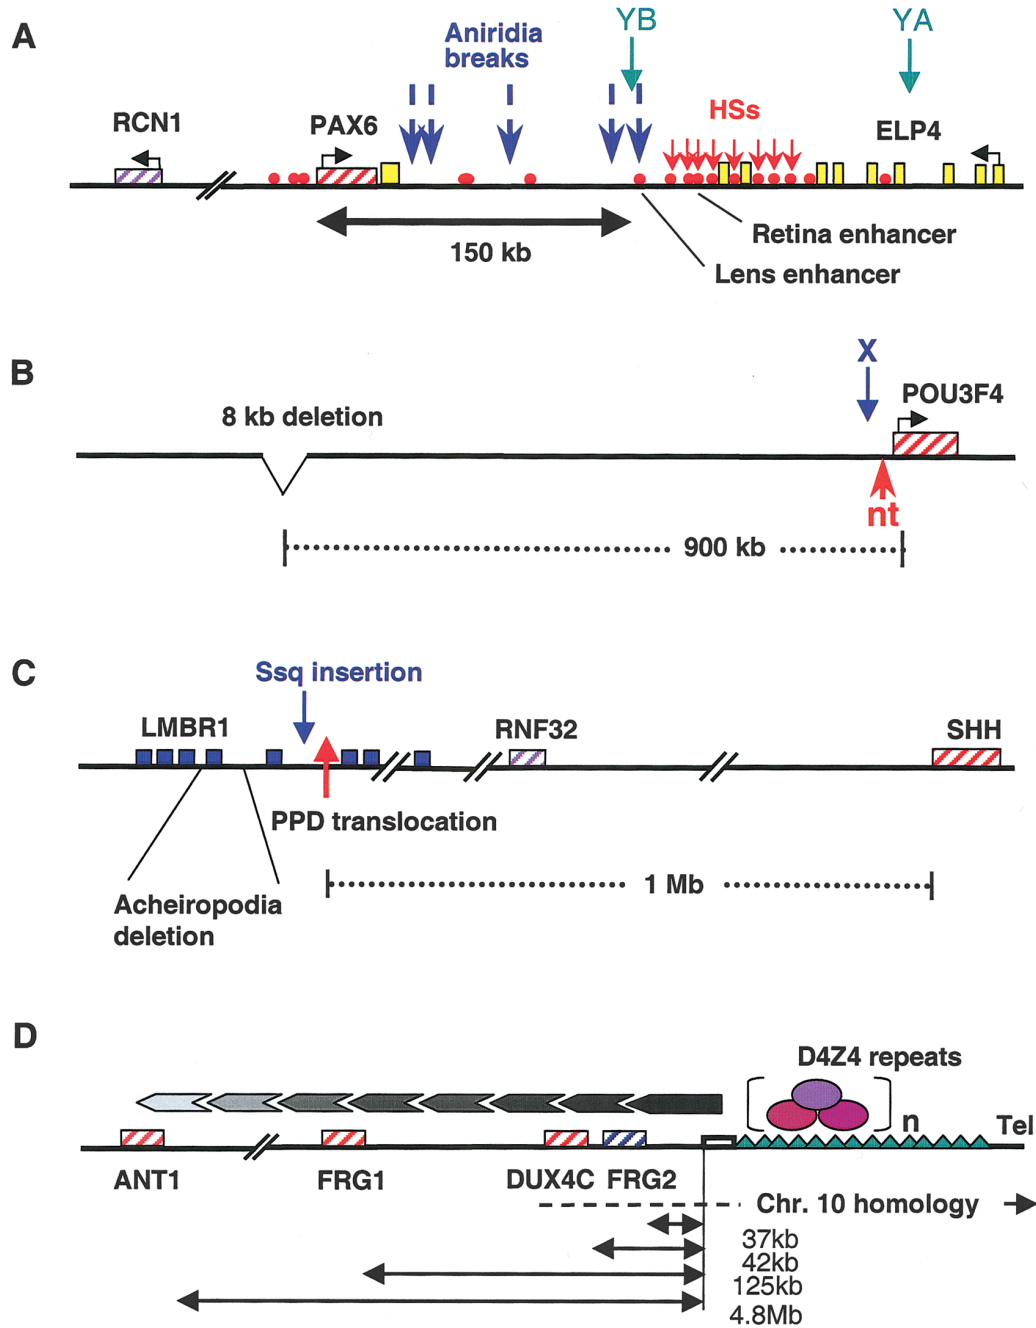 A
Aniridia
breaks
YB
YA
RCN1
PAX6
HSs
ELP4
150 kb
Retina enhancer
Lens enhancer
B
8 kb deletion
X
POU3F4
nt
900 kb
C
Ssq insertion
LMBR1
RNF32
SHH
PPD translocation
Acheiropodia
deletion
1 Mb
D
D4Z4 repeats
n
Tel
ANT1
FRG1
DUX4C
FRG2
Chr. 10 homology
37kb
42kb
125kb
4.8Mb